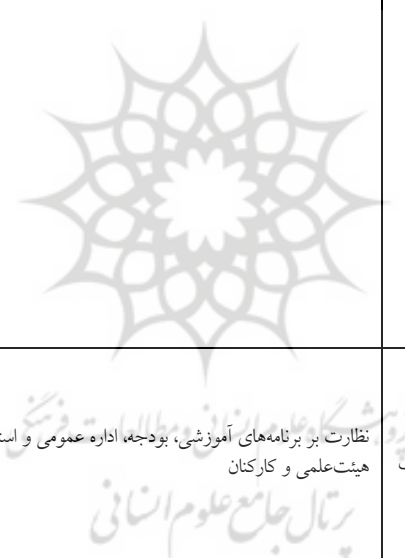 نظارت بر برنامه‌های آموزشی، بودجه، اداره عمومی و
هیئت‌علمی و کارکنان
پرتال جامع علوم انسانی